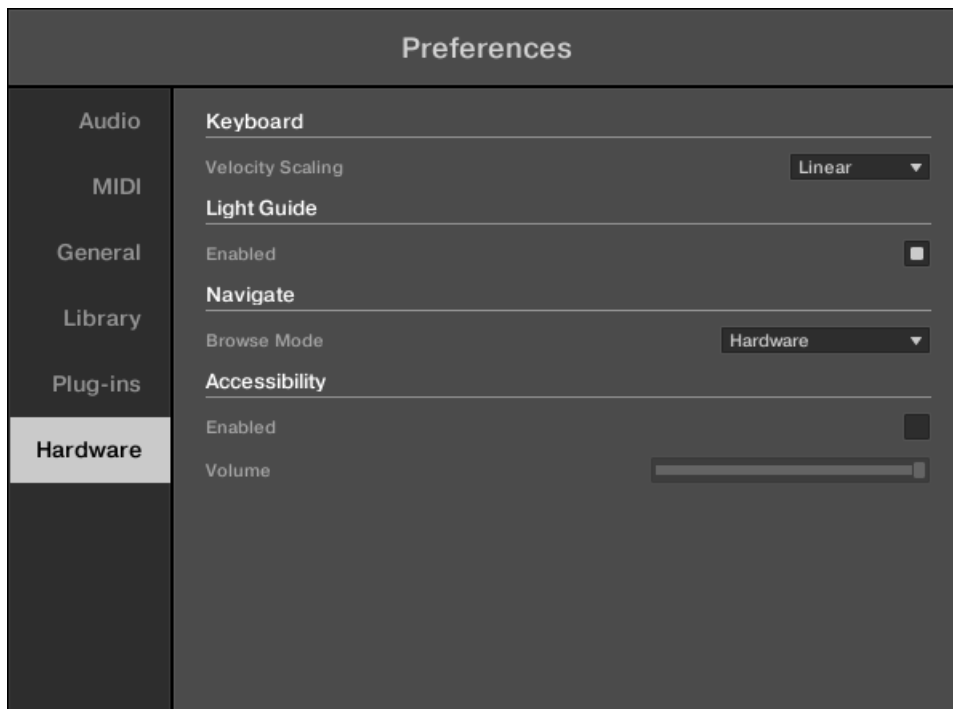 Preferences
Audio
MIDI
General
Library
Plug-ins
Hardware
Keyboard
Velocity Scaling Linear
Light Guide
Enabled
Navigate
Browse Mode Hardware
Accessibility
Enabled
Volume